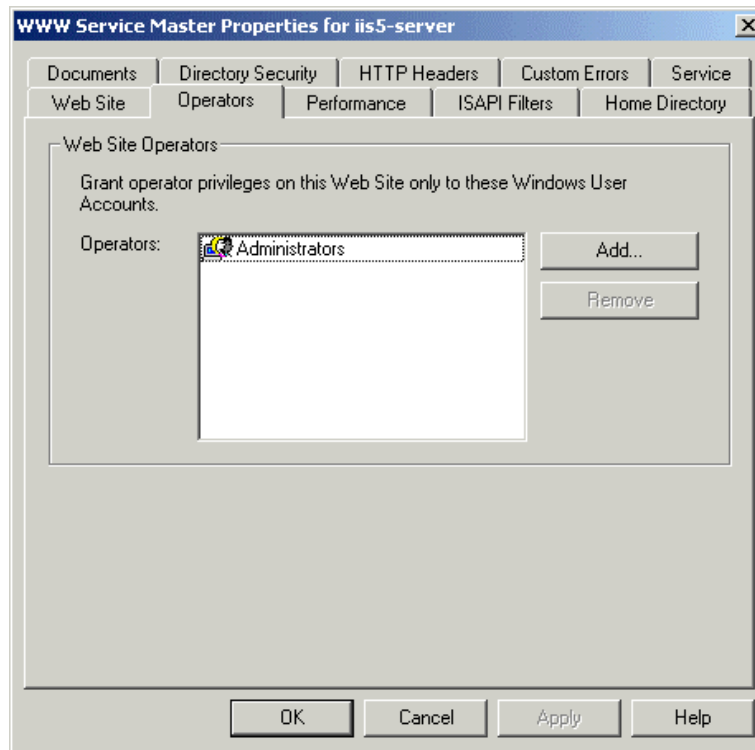 WWW Service Master Properties for iis5-server
Documents Directory Security HTTP Headers Custom Errors Service
Web Site Operators Performance ISAPI Filters Home Directory
Web Site Operators
Grant operator privileges on this Web Site only to these Windows User
Accounts.
Operators: Administrators Add...
Remove
OK Cancel Apply Help